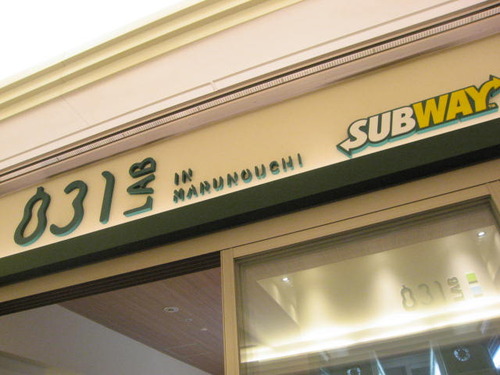 831 LAB
IN
MARUNOUCHI
SUBWAY
831 LAB